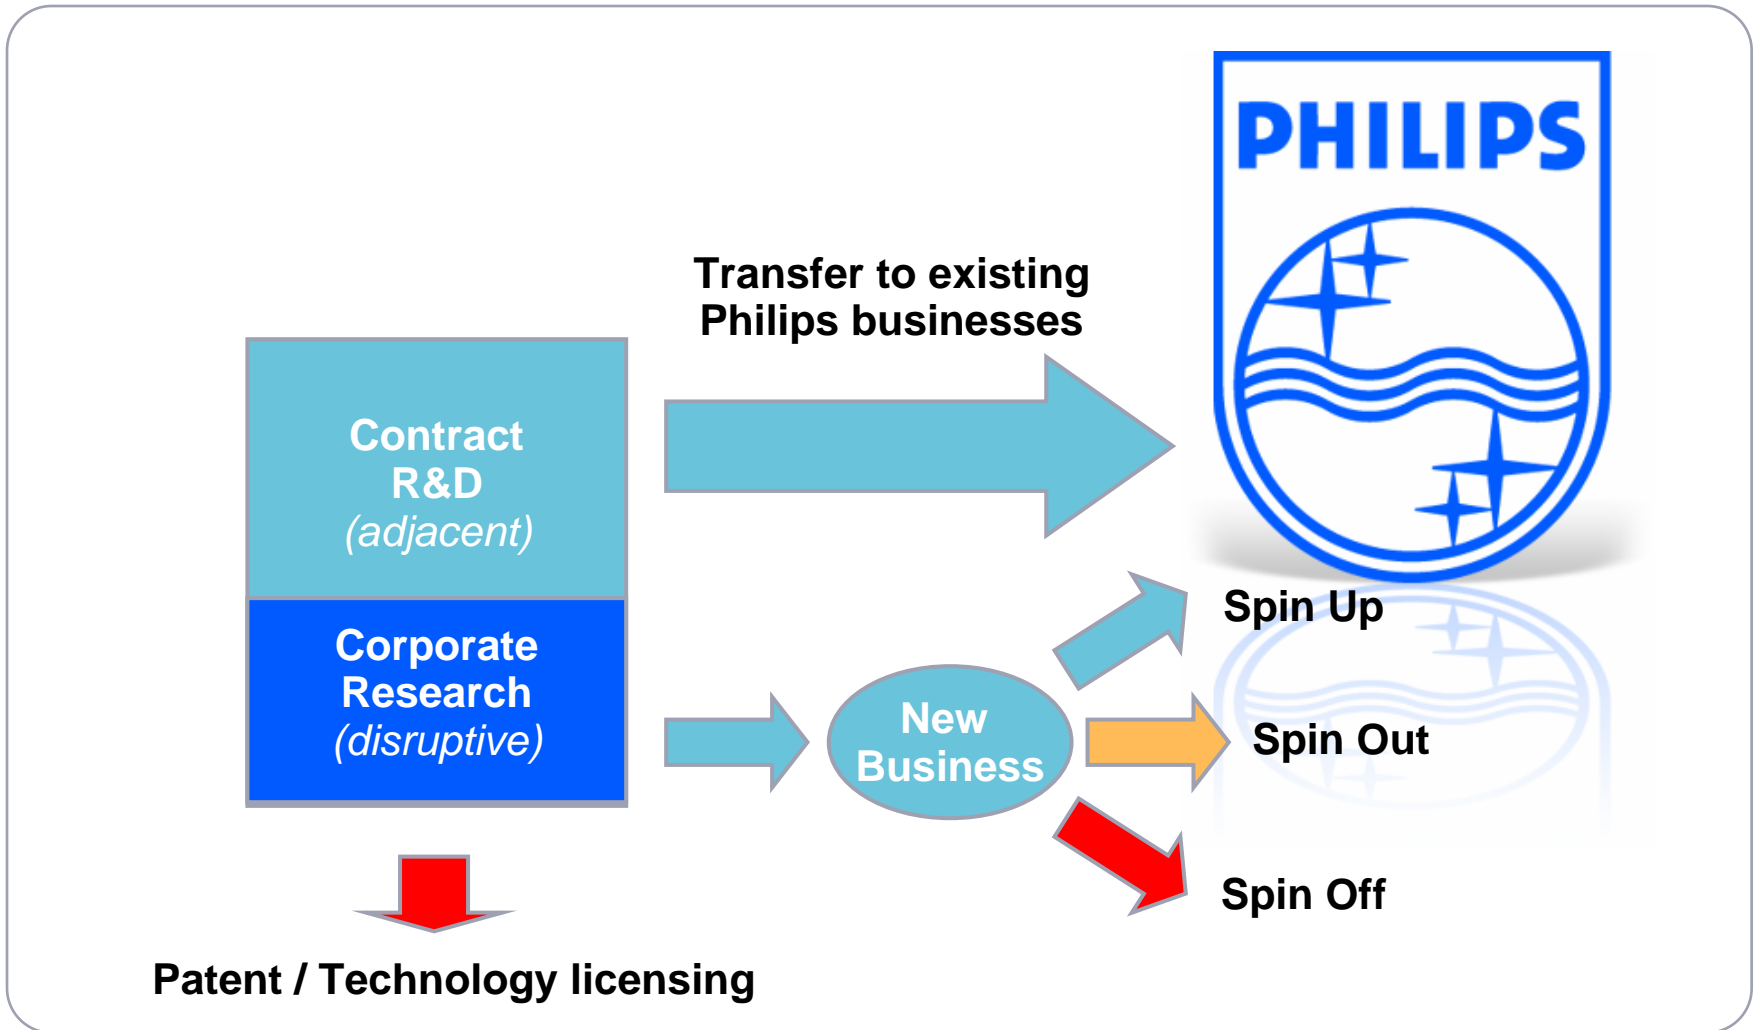 PHILIPS
Transfer to existing
Philips businesses
Contract
R&D
(adjacent)
Corporate
Research
(disruptive)
New
Business
Spin Up
Spin Out
Spin Off
Patent / Technology licensing